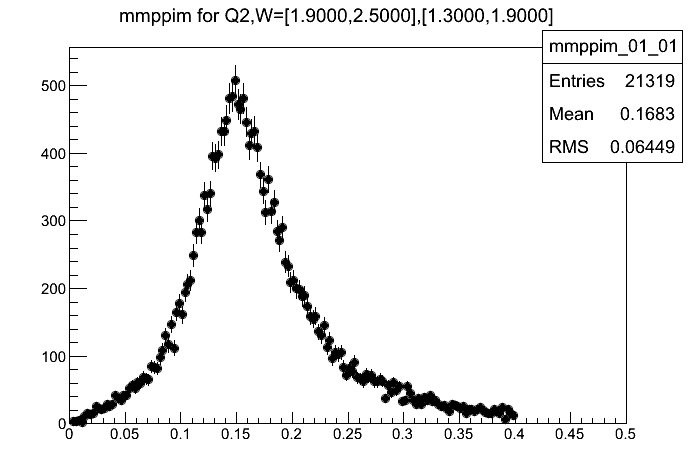 mmppim for Q2,W=[1.9000,2.5000],[1.3000,1.9000]
mmppim_01_01
Entries 21319
Mean 0.1683
RMS 0.06449
500
400
300
200
100
0
0 0.05 0.1 0.15 0.2 0.25 0.3 0.35 0.4 0.45 0.5